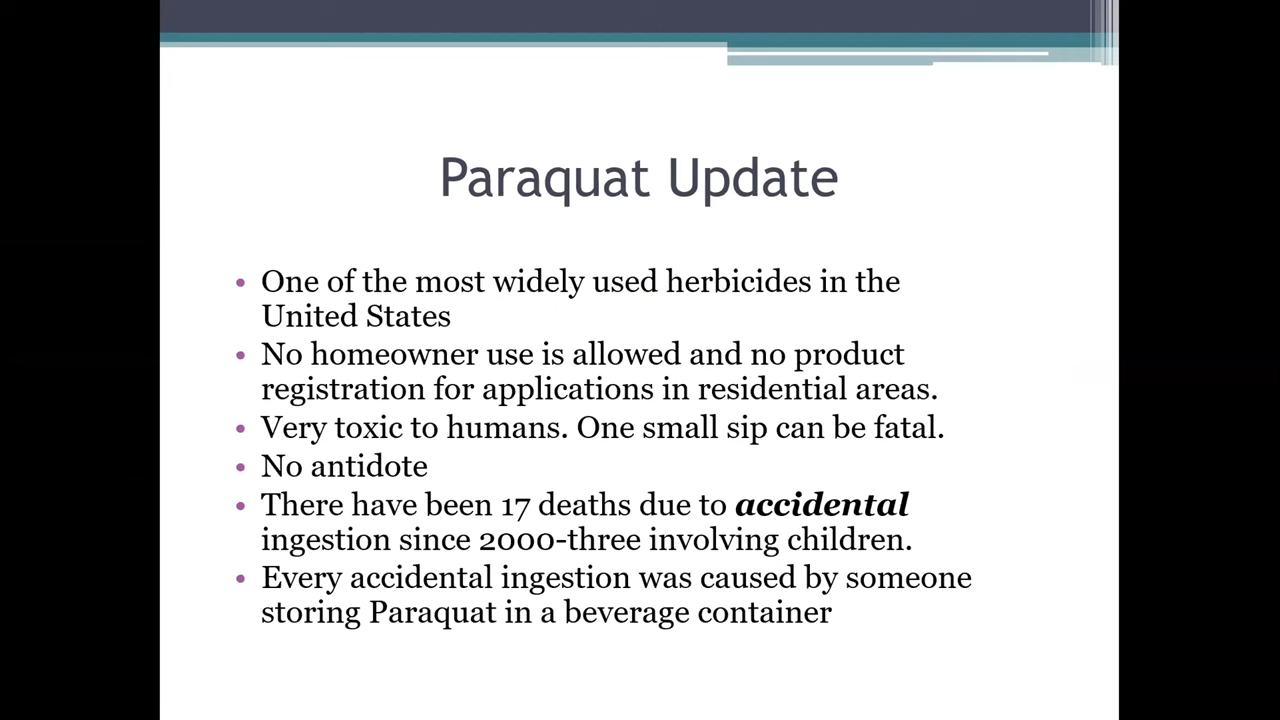 Paraquat Update
• One of the most widely used herbicides in the
United States
• No homeowner use is allowed and no product
registration for applications in residential areas.
• Very toxic to humans. One small sip can be fatal.
• No antidote
• There have been 17 deaths due to accidental
ingestion since 2000-three involving children.
• Every accidental ingestion was caused by someone
storing Paraquat in a beverage container